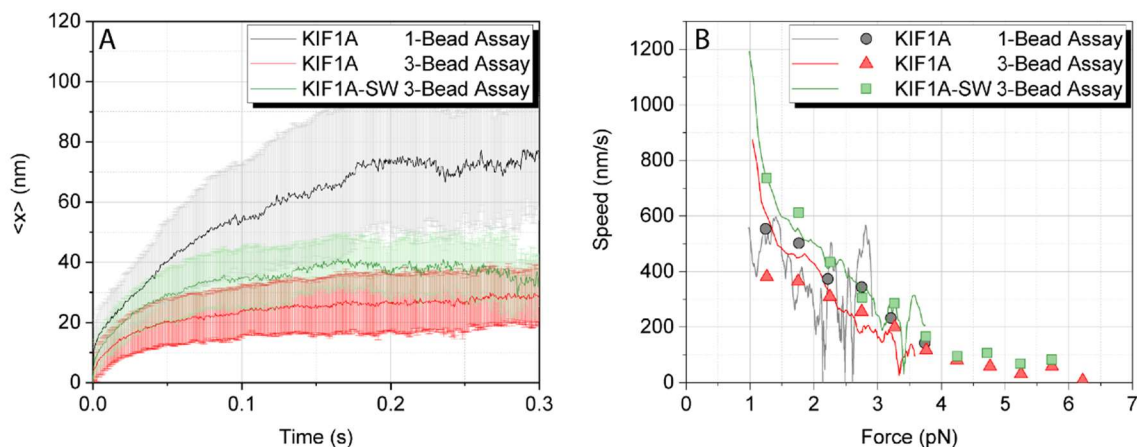 A
KIF1A 1-Bead Assay
KIF1A 3-Bead Assay
KIF1A-SW 3-Bead Assay
120
100
80
60
40
20
0
<x> (nm)
0.0 0.1 0.2 0.3
Time (s)
B
KIF1A 1-Bead Assay
KIF1A 3-Bead Assay
KIF1A-SW 3-Bead Assay
1200
1000
800
600
400
200
0
Speed (nm/s)
0 1 2 3 4 5 6 7
Force (pN)